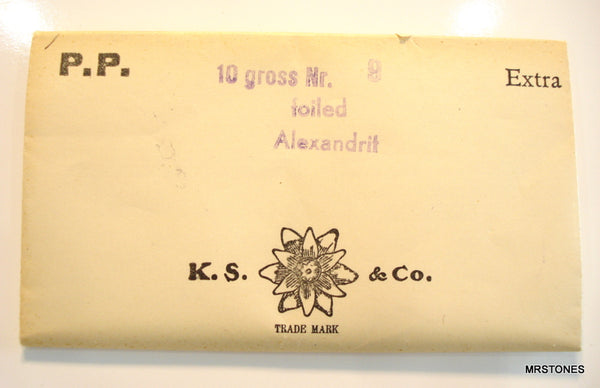 P.P.
10 gross Nr. 9
Extra
foiled
Alexandrit
K. S. & Co.
TRADE MARK
MRSTONES